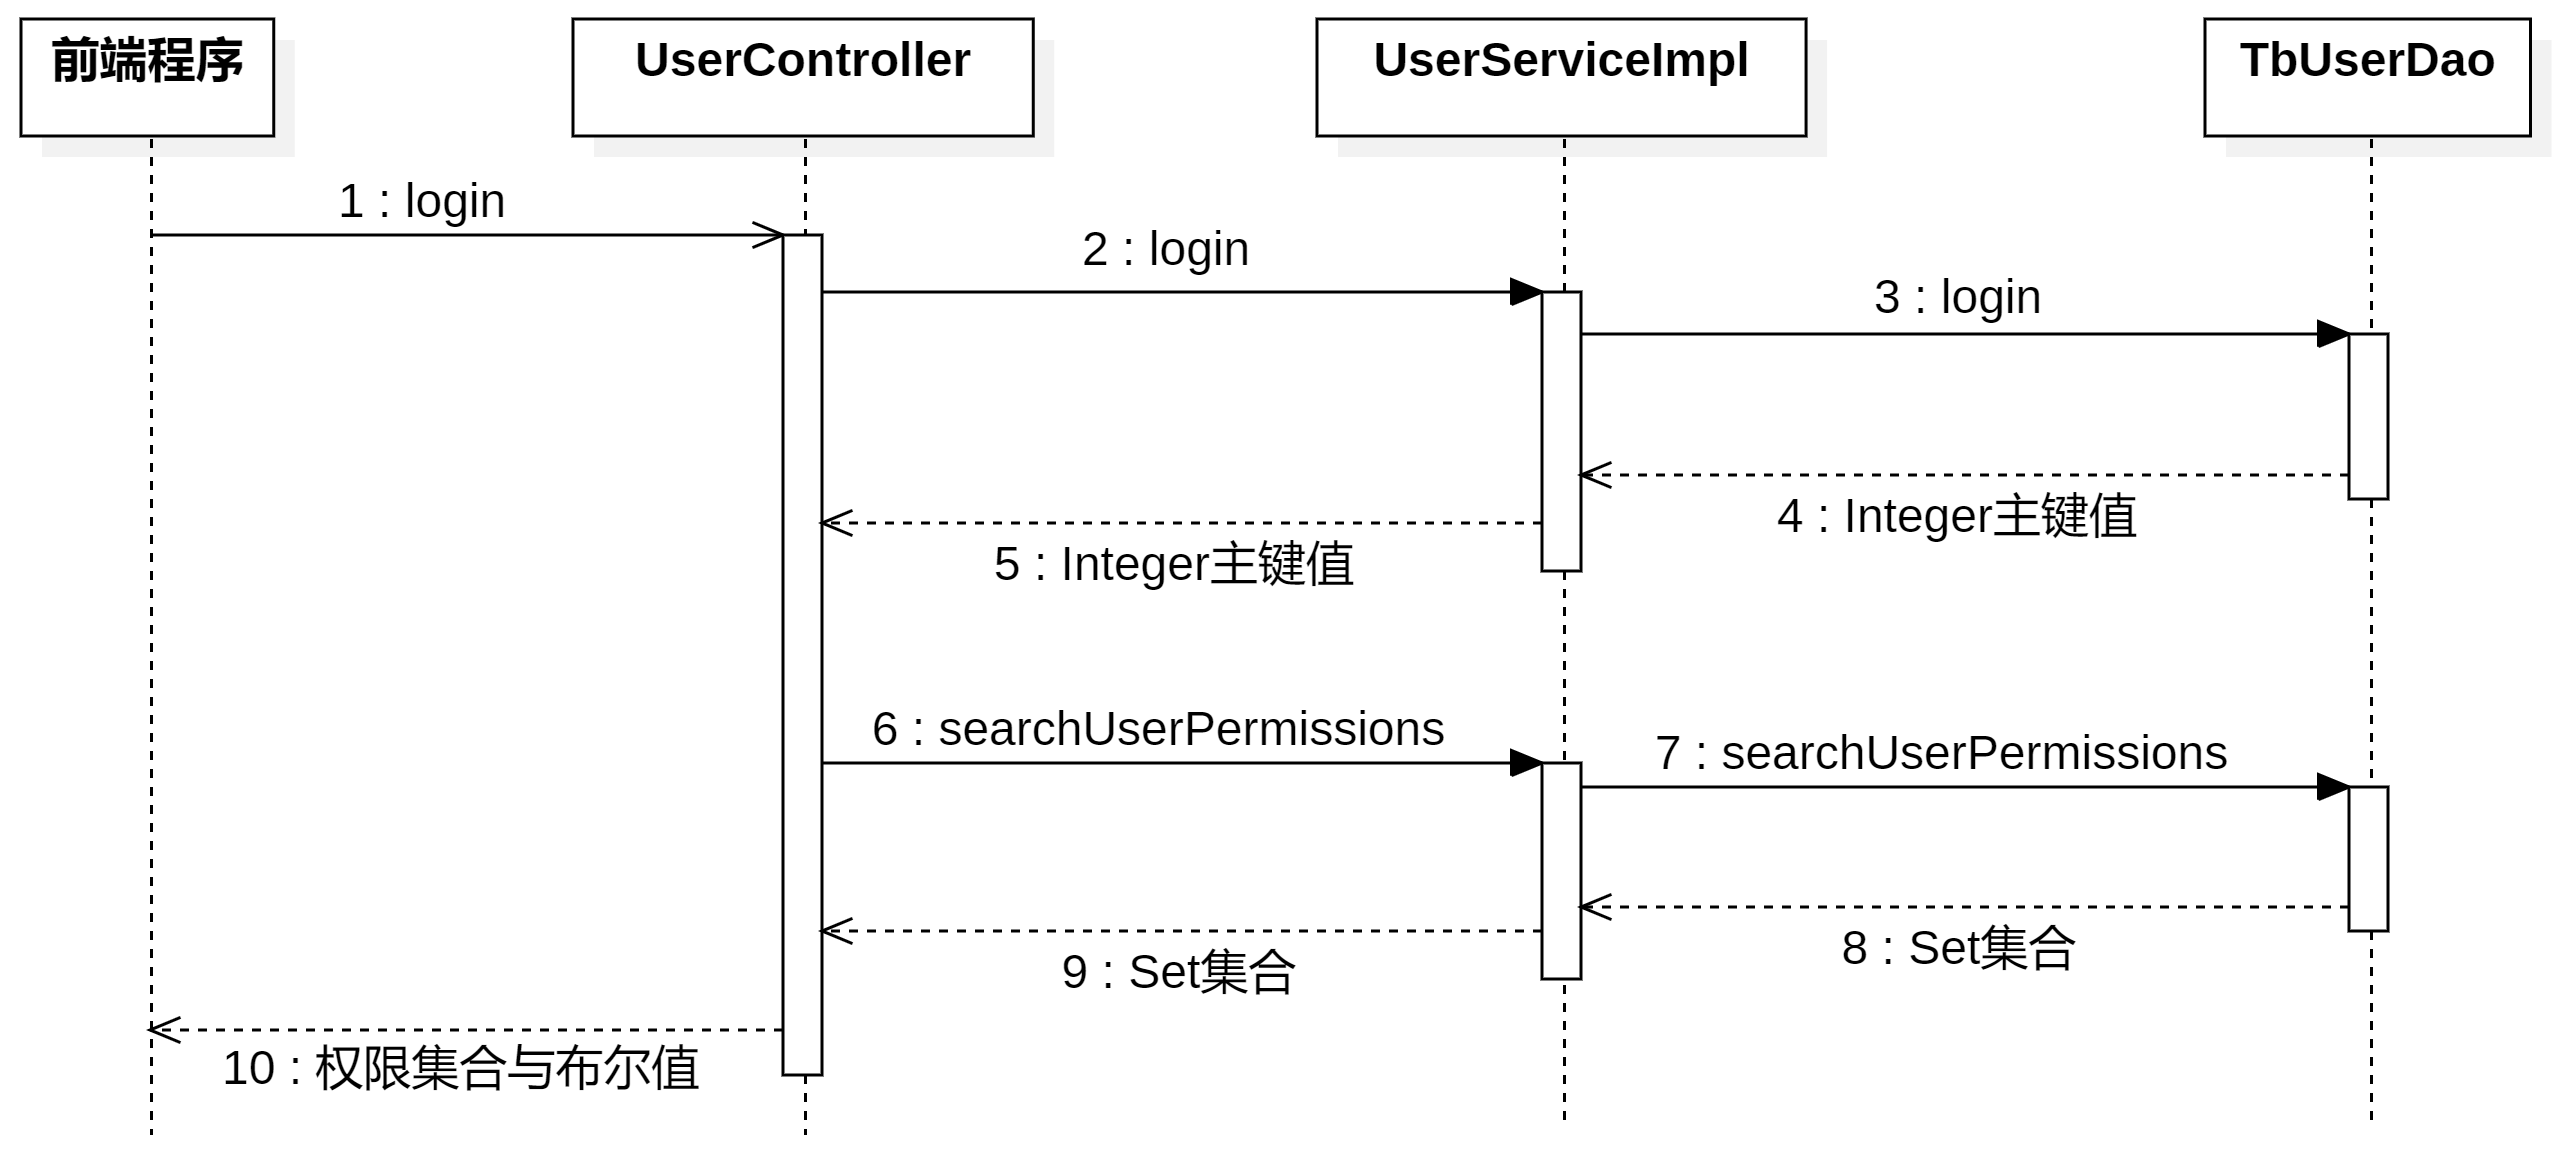 前端程序
UserController
UserServiceImpl
TbUserDao
1 : login
2 : login
3 : login
4 : Integer主键值
5 : Integer主键值
6 : searchUserPermissions
7 : searchUserPermissions
8 : Set集合
9 : Set集合
10 : 权限集合与布尔值